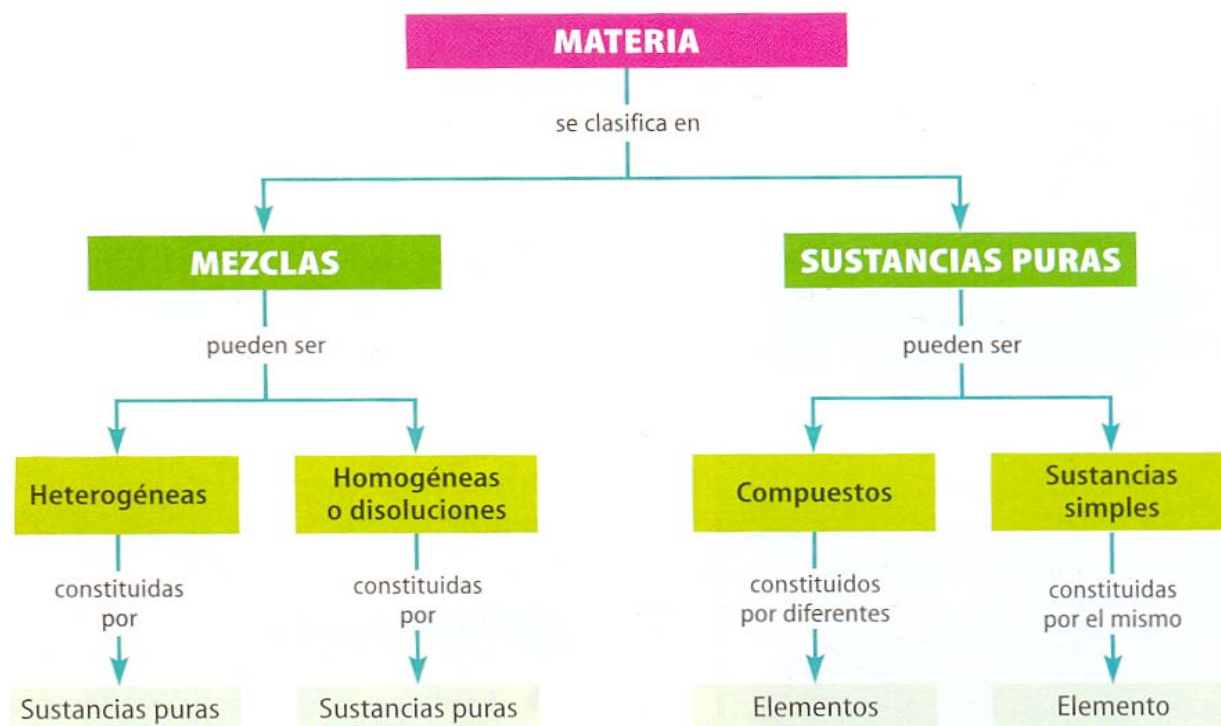 MATERIA
se clasifica en
MEZCLAS
SUSTANCIAS PURAS
pueden ser
pueden ser
Heterogéneas
Homogéneas
o disoluciones
Compuestos
Sustancias
simples
constituidas
por
constituidas
por
constituidos
por diferentes
constituidas
por el mismo
Sustancias puras
Sustancias puras
Elementos
Elemento